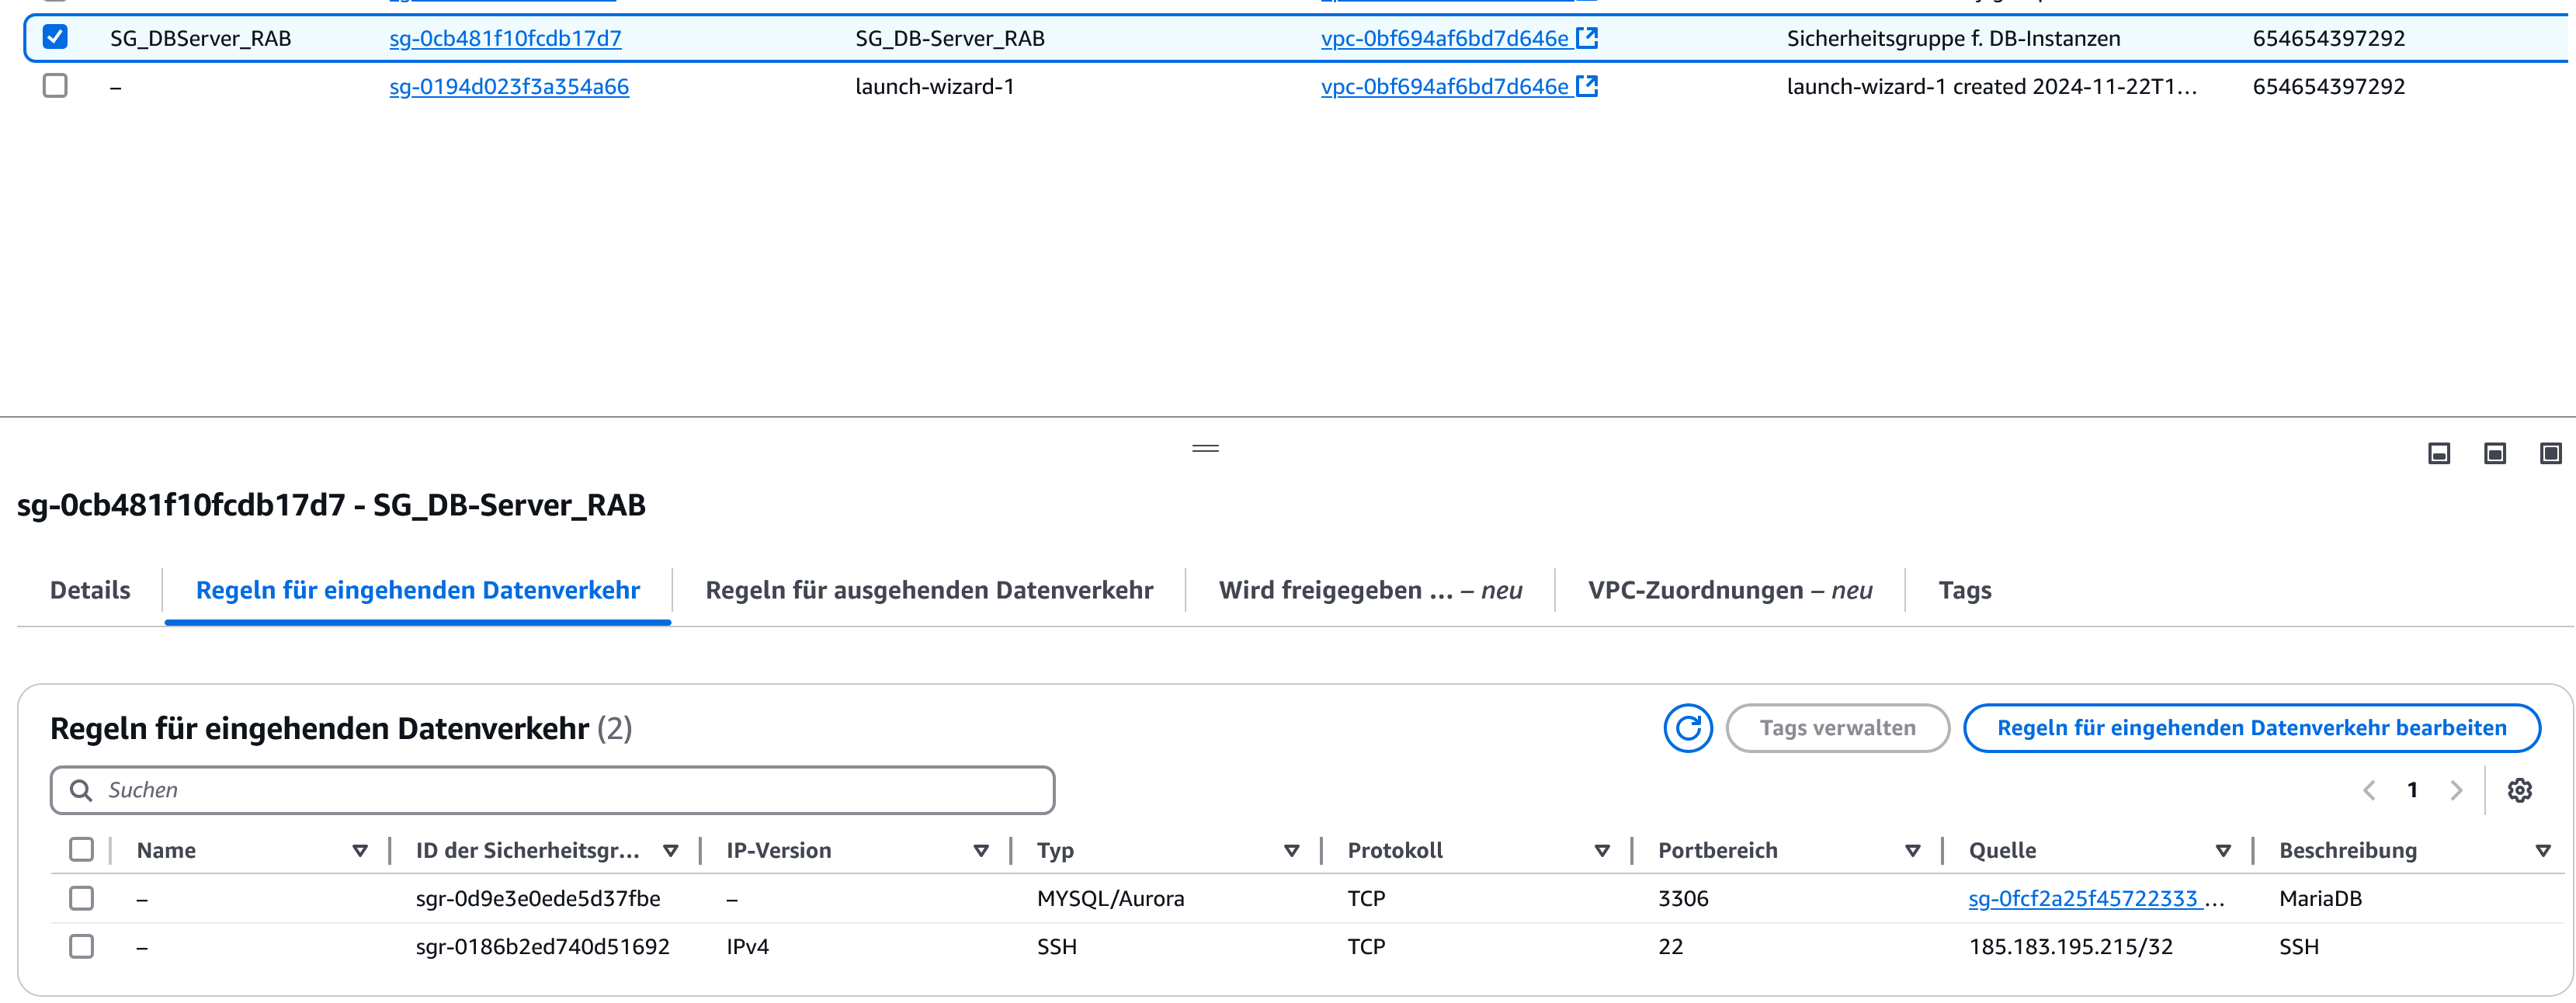 SG_DBServer_RAB sg-0cb481f10fcdb17d7 SG_DB-Server_RAB vpc-0bf694af6bd7d646e Sicherheitsgruppe f. DB-Instanzen 654654397292
– sg-0194d023f3a354a66 launch-wizard-1 vpc-0bf694af6bd7d646e launch-wizard-1 created 2024-11-22T1... 654654397292
sg-0cb481f10fcdb17d7 - SG_DB-Server_RAB
Details Regeln für eingehenden Datenverkehr Regeln für ausgehenden Datenverkehr Wird freigegeben ... – neu VPC-Zuordnungen – neu Tags
Regeln für eingehenden Datenverkehr (2) Tags verwalten Regeln für eingehenden Datenverkehr bearbeiten
Suchen 1
Name ID der Sicherheitsgr... IP-Version Typ Protokoll Portbereich Quelle Beschreibung
– sgr-0d9e3e0ede5d37fbe – MYSQL/Aurora TCP 3306 sg-0fcf2a25f45722333 ... MariaDB
– sgr-0186b2ed740d51692 IPv4 SSH TCP 22 185.183.195.215/32 SSH